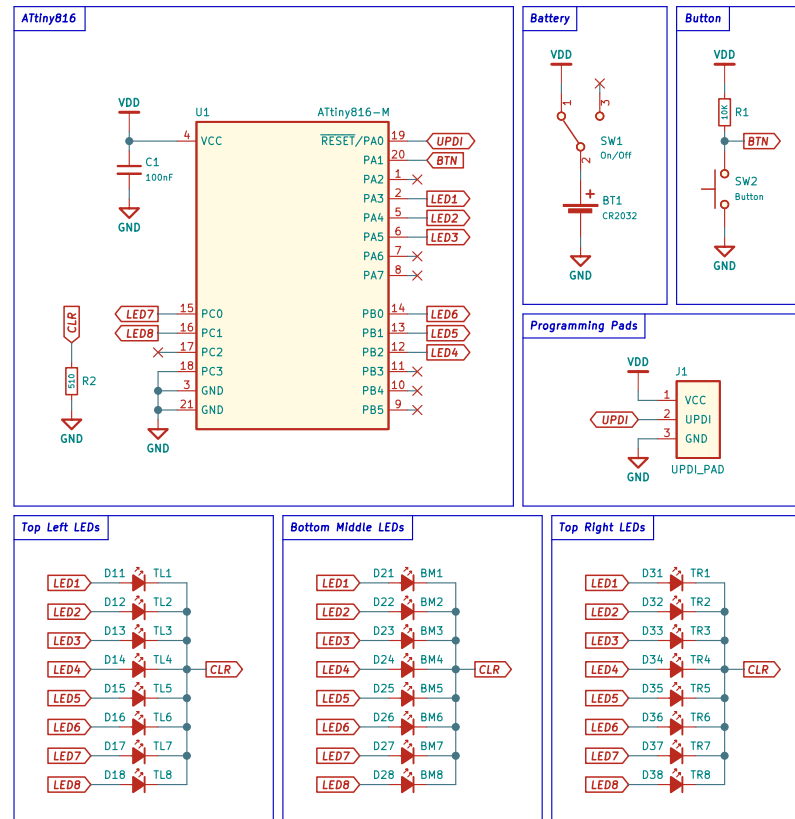 ATtiny816
U1
ATtiny816-M
VDD
C1
100nF
GND
4 VCC
RESET/PA0 19 UPDI
PA1 20 BTN
PA2 1
PA3 2 LED1
PA4 5 LED2
PA5 6 LED3
PA6 7
PA7 8
LED7 15 PC0
LED8 16 PC1
17 PC2
18 PC3
3 GND
21 GND
PB0 14 LED6
PB1 13 LED5
PB2 12 LED4
PB3 11
PB4 10
PB5 9
GND
CLR
510 R2
GND
Battery
VDD
1
3
2
SW1
On/Off
+
BT1
CR2032
GND
Button
VDD
10K R1
BTN
SW2
Button
GND
Programming Pads
VDD
J1
1 VCC
UPDI 2 UPDI
3 GND
GND
UPDI_PAD
Top Left LEDs
LED1 D11 TL1
LED2 D12 TL2
LED3 D13 TL3
LED4 D14 TL4 CLR
LED5 D15 TL5
LED6 D16 TL6
LED7 D17 TL7
LED8 D18 TL8
Bottom Middle LEDs
LED1 D21 BM1
LED2 D22 BM2
LED3 D23 BM3
LED4 D24 BM4 CLR
LED5 D25 BM5
LED6 D26 BM6
LED7 D27 BM7
LED8 D28 BM8
Top Right LEDs
LED1 D31 TR1
LED2 D32 TR2
LED3 D33 TR3
LED4 D34 TR4 CLR
LED5 D35 TR5
LED6 D36 TR6
LED7 D37 TR7
LED8 D38 TR8